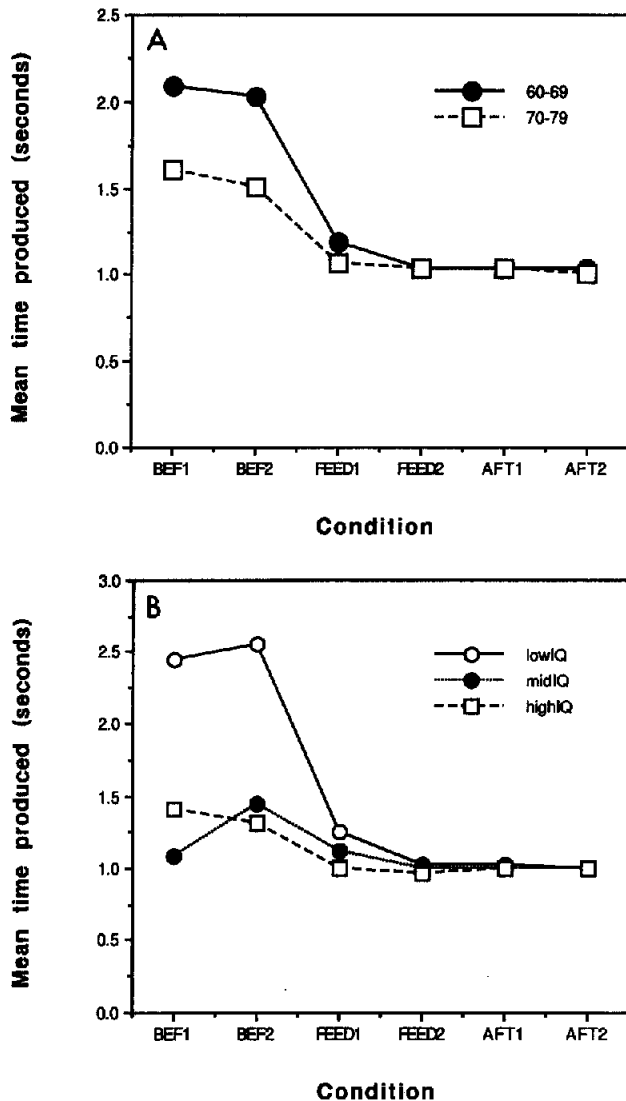 A
Mean time produced (seconds)
2.5
2.0
1.5
1.0
0.5
0.0
60-69
70-79
BEF1 BEF2 FEED1 FEED2 AFT1 AFT2
Condition
B
Mean time produced (seconds)
3.0
2.5
2.0
1.5
1.0
0.5
0.0
lowIQ
midIQ
highIQ
BEF1 BEF2 FEED1 FEED2 AFT1 AFT2
Condition